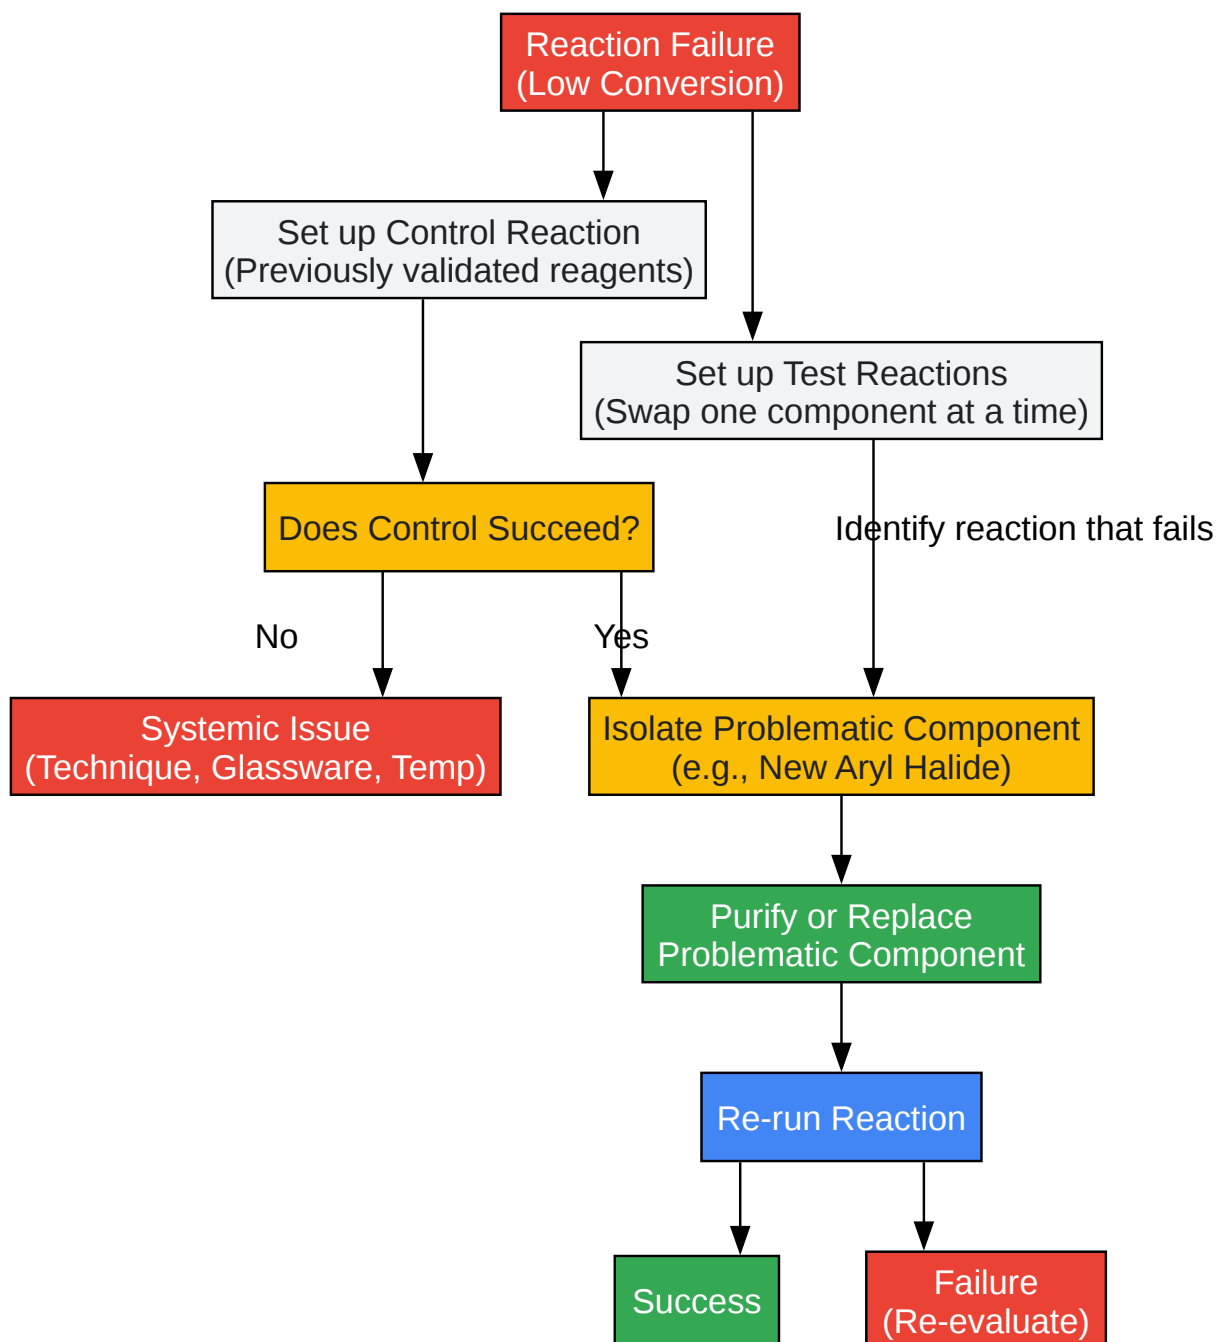 Reaction Failure
(Low Conversion)
Set up Control Reaction
(Previously validated reagents)
Set up Test Reactions
(Swap one component at a time)
Does Control Succeed?
Identify reaction that fails
No
Yes
Systemic Issue
(Technique, Glassware, Temp)
Isolate Problematic Component
(e.g., New Aryl Halide)
Purify or Replace
Problematic Component
Re-run Reaction
Success
Failure
(Re-evaluate)